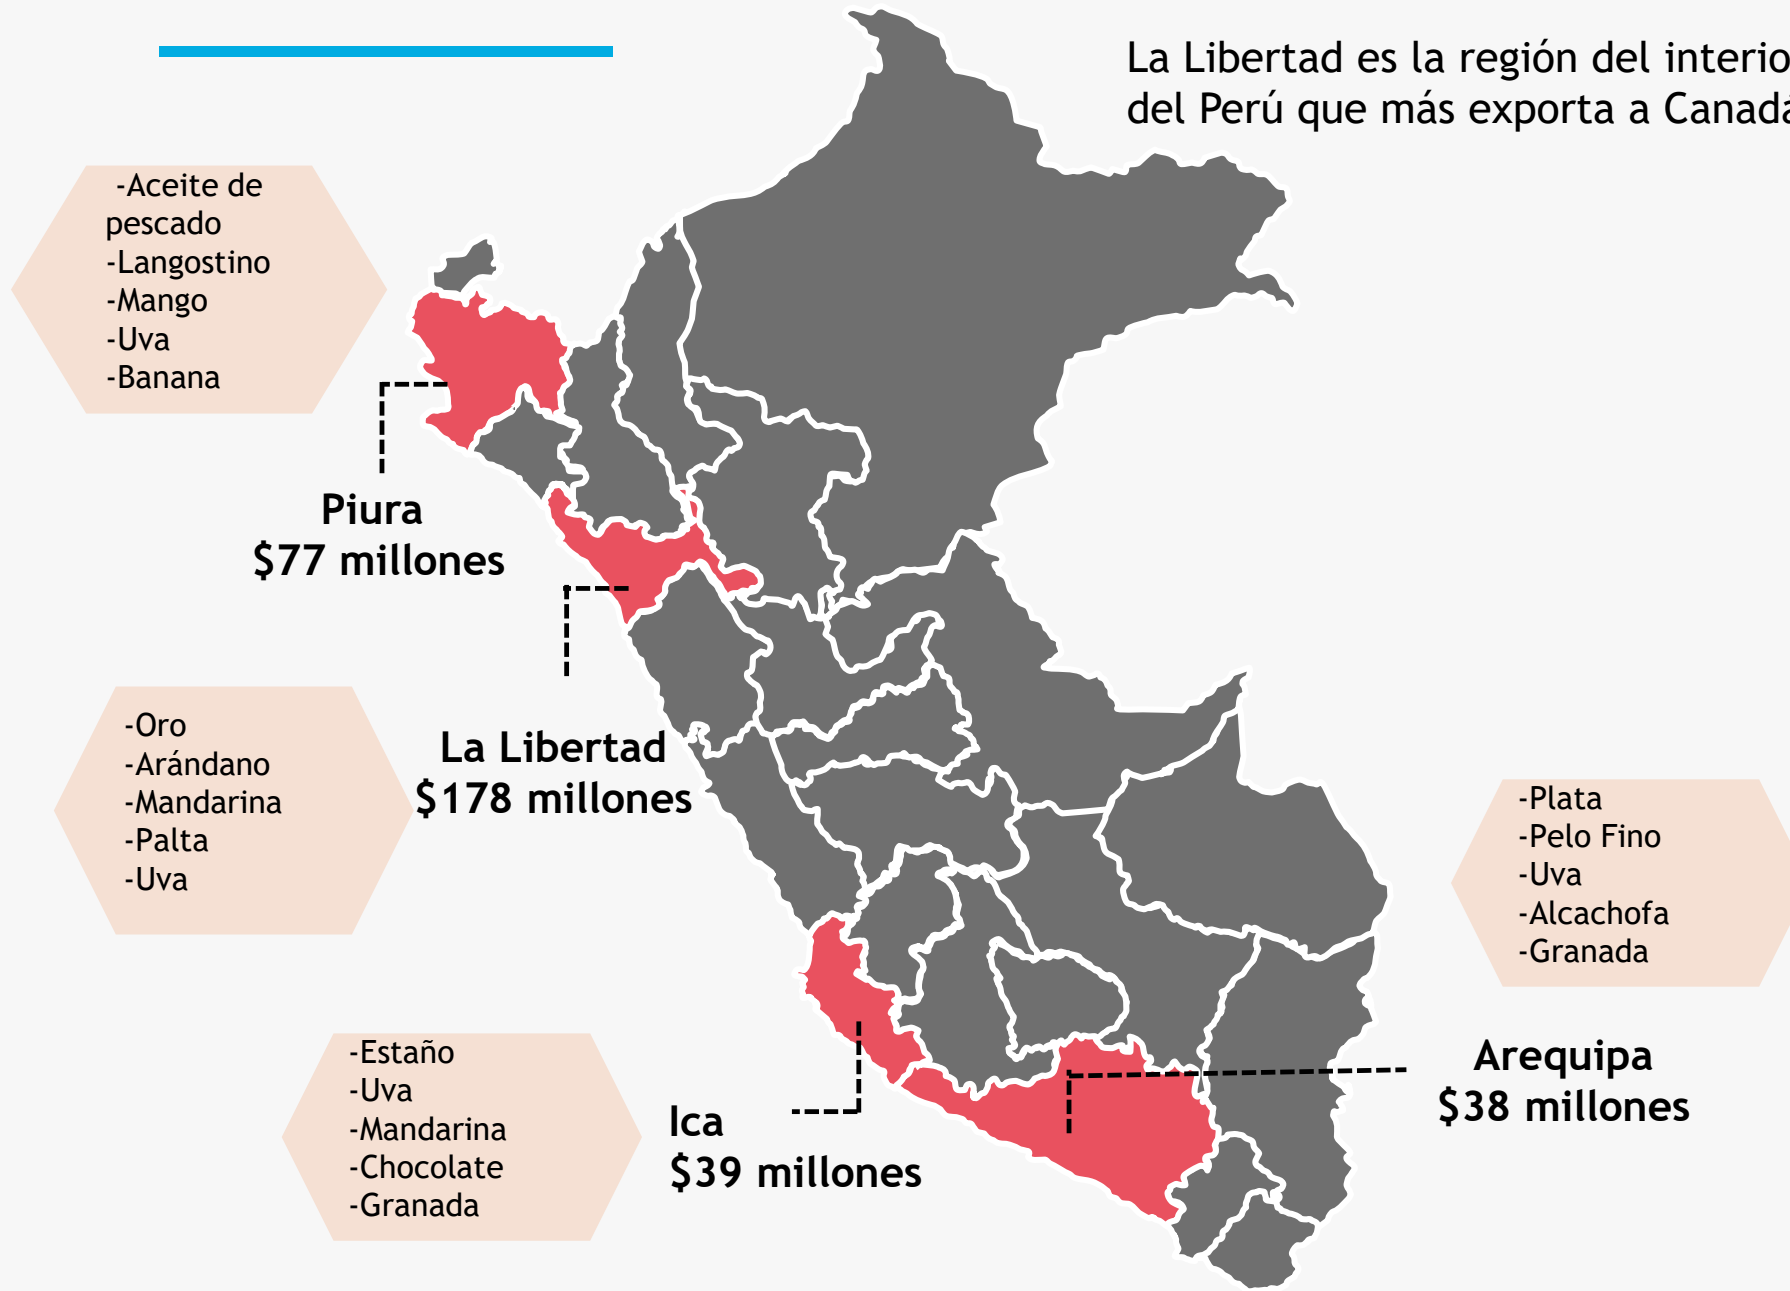 La Libertad es la región del interio
del Perú que más exporta a Canadá
-Aceite de
pescado
-Langostino
-Mango
-Uva
-Banana
Piura
$77 millones
-Oro
-Arándano
-Mandarina
-Palta
-Uva
La Libertad
$178 millones
-Plata
-Pelo Fino
-Uva
-Alcachofa
-Granada
Arequipa
$38 millones
-Estaño
-Uva
-Mandarina
-Chocolate
-Granada
Ica
$39 millones